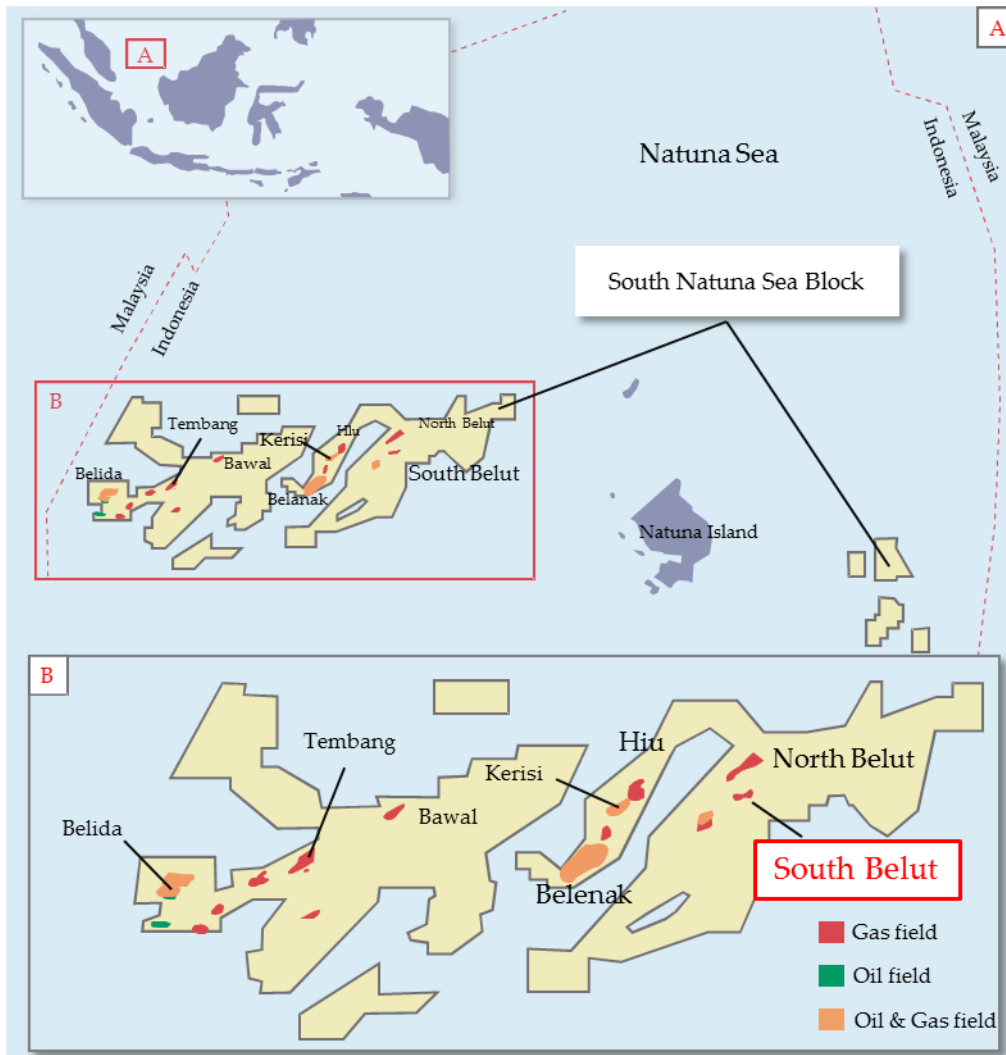 A
A
Natuna Sea
Malaysia
Indonesia
South Natuna Sea Block
Malaysia
Indonesia
B
Tembang
Hlu
Kerisi
North Belut
Bawal
South Belut
Belida
Belanak
Natuna Island
B
Tembang
Hiu
Kerisi
North Belut
Bawal
Belida
South Belut
Belenak
Gas field
Oil field
Oil & Gas field